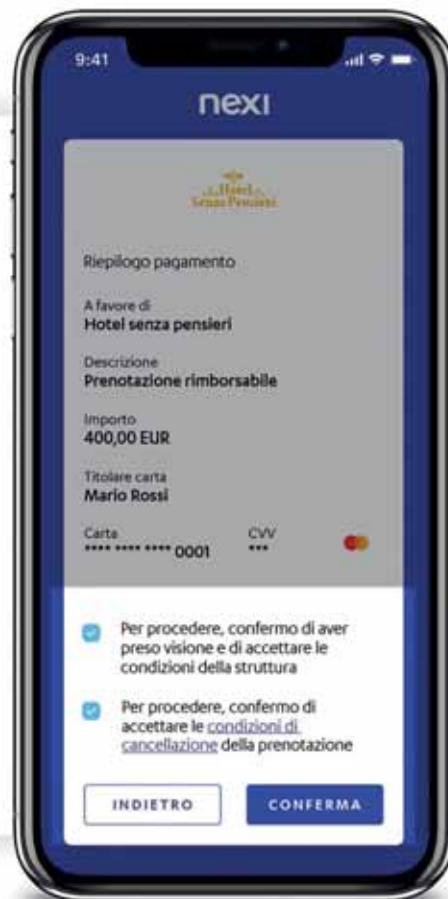 9:41
nexi
Hotel
Senza Pensieri
Riepilogo pagamento
A favore di
Hotel senza pensieri
Descrizione
Prenotazione rimborsabile
Importo
400,00 EUR
Titolare carta
Mario Rossi
Carta CVV
**** **** **** 0001 ***
Per procedere, confermo di aver
preso visione e di accettare le
condizioni della struttura
Per procedere, confermo di
accettare le condizioni di
cancellazione della prenotazione
INDIETRO CONFERMA